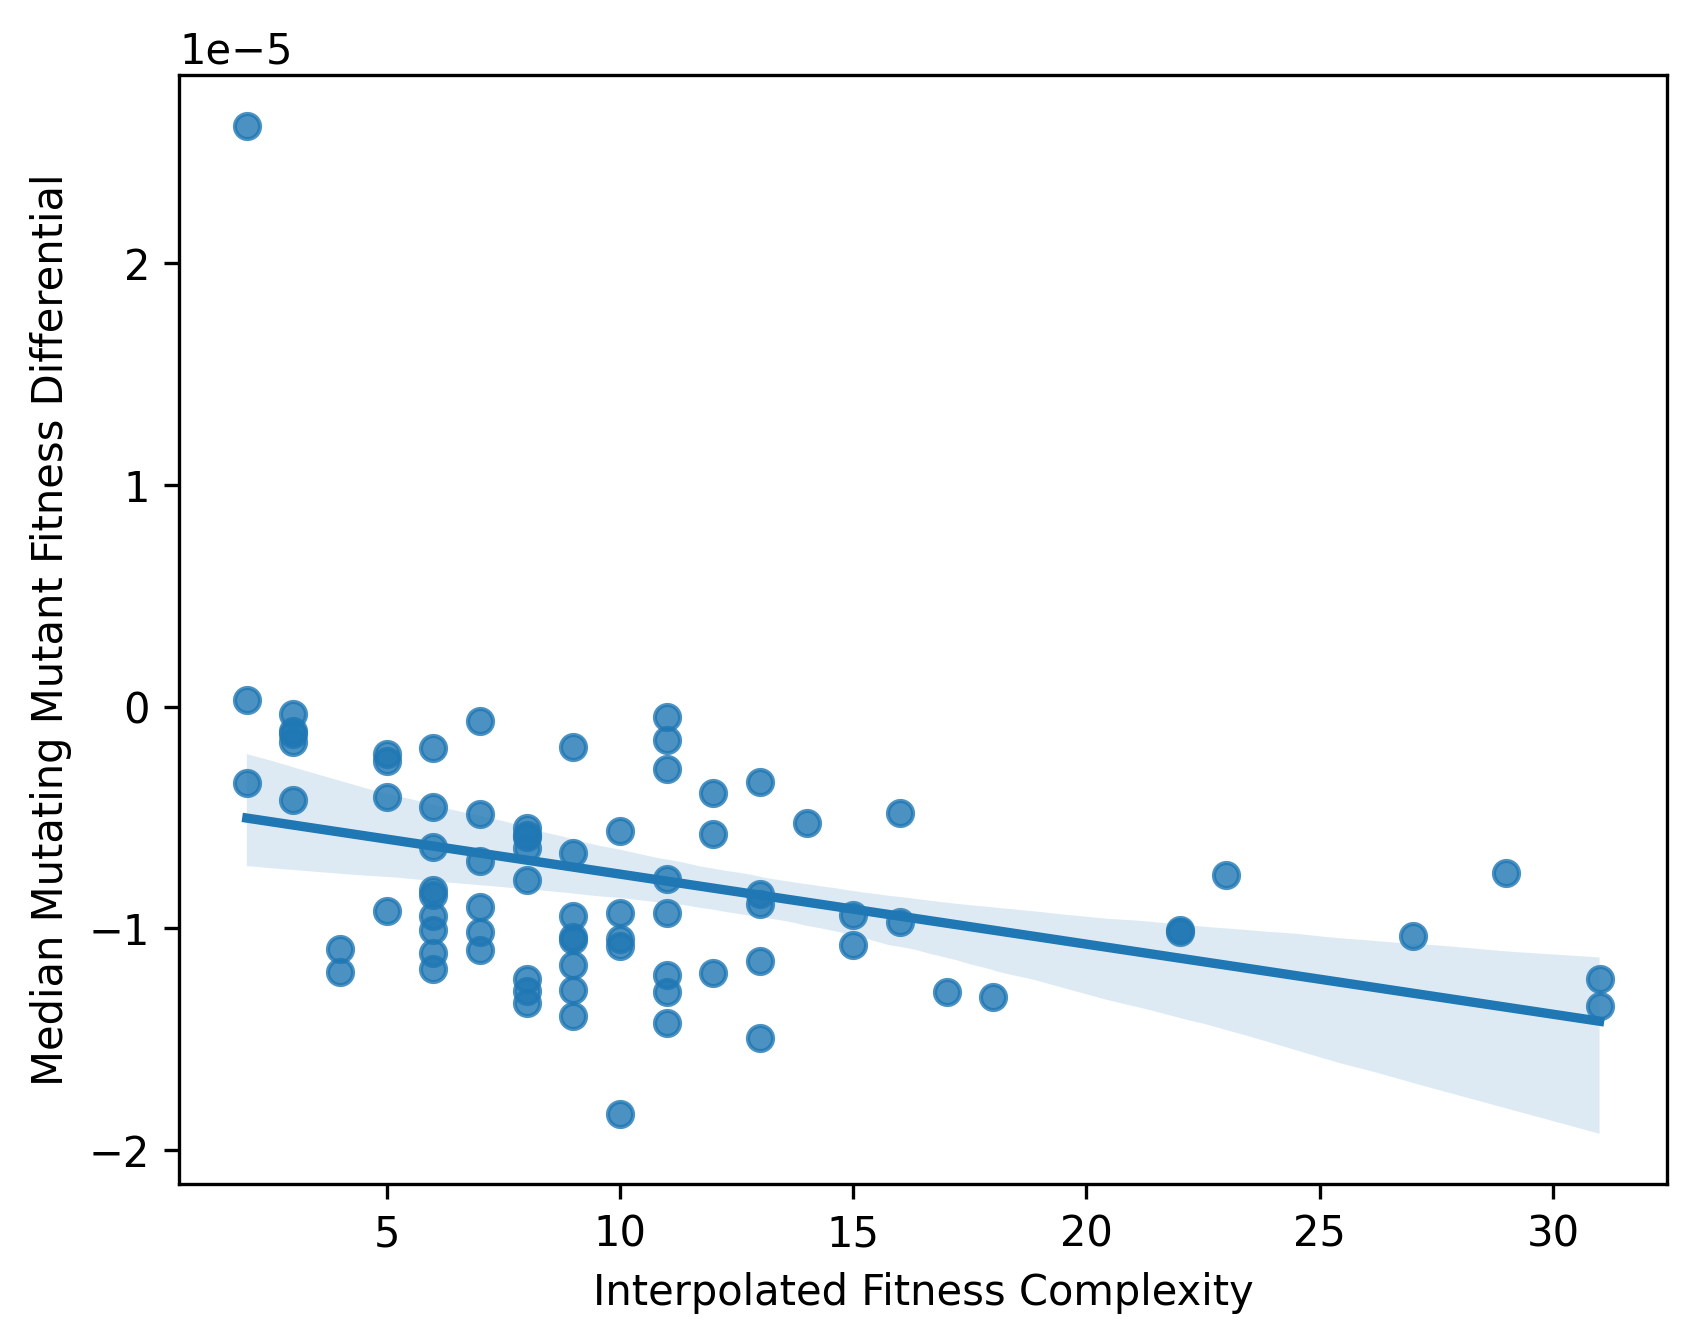 1e−5
2
1
0
−1
−2
Median Mutating Mutant Fitness Differential
5 10 15 20 25 30
Interpolated Fitness Complexity